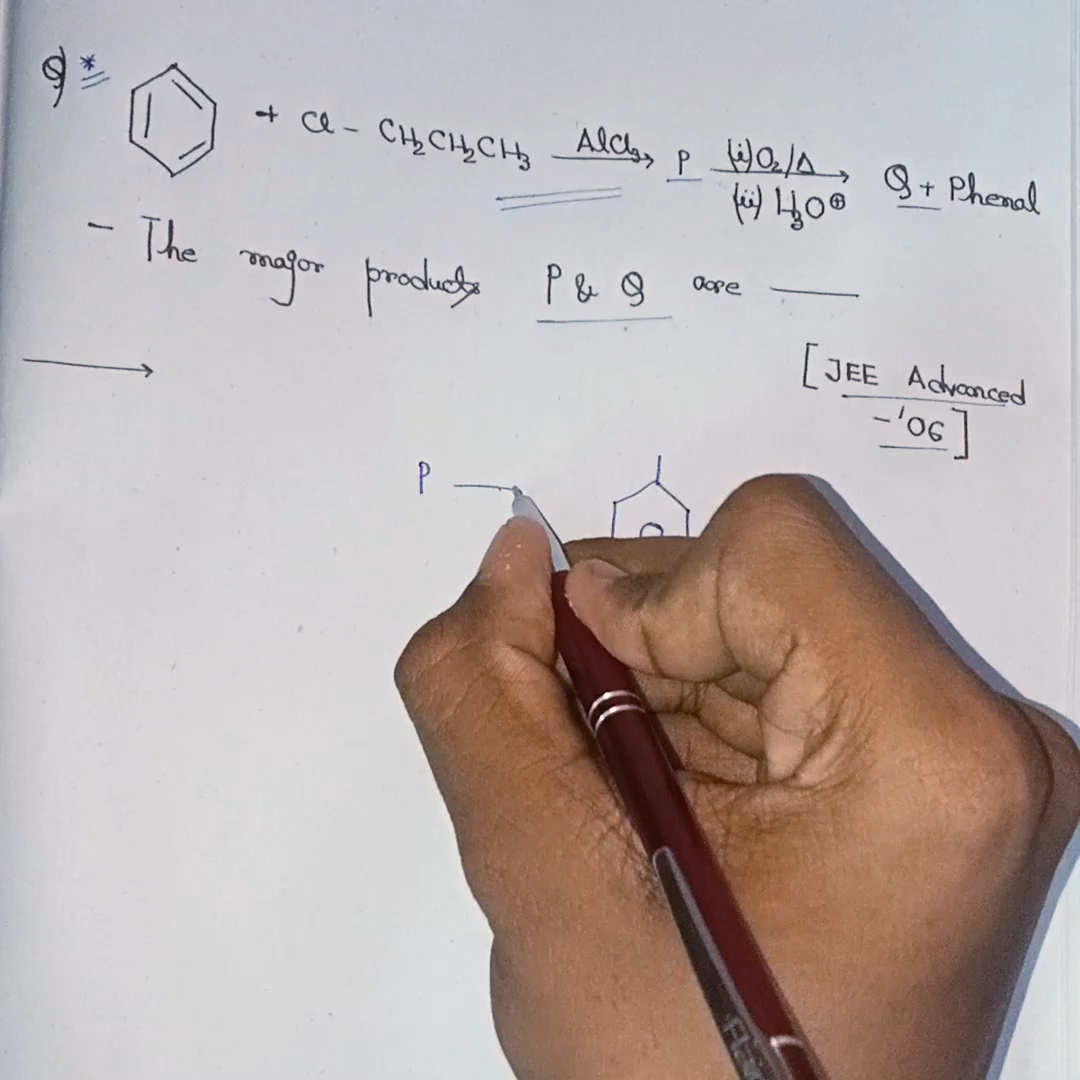 Q) *
+ Cl - CH₂CH₂CH₃ AlCl₃ P (i) O₂/Δ (ii) H₃O⊕ Q + Phenol
- The major products P & Q are ___
[JEE Advanced
-'06]
P